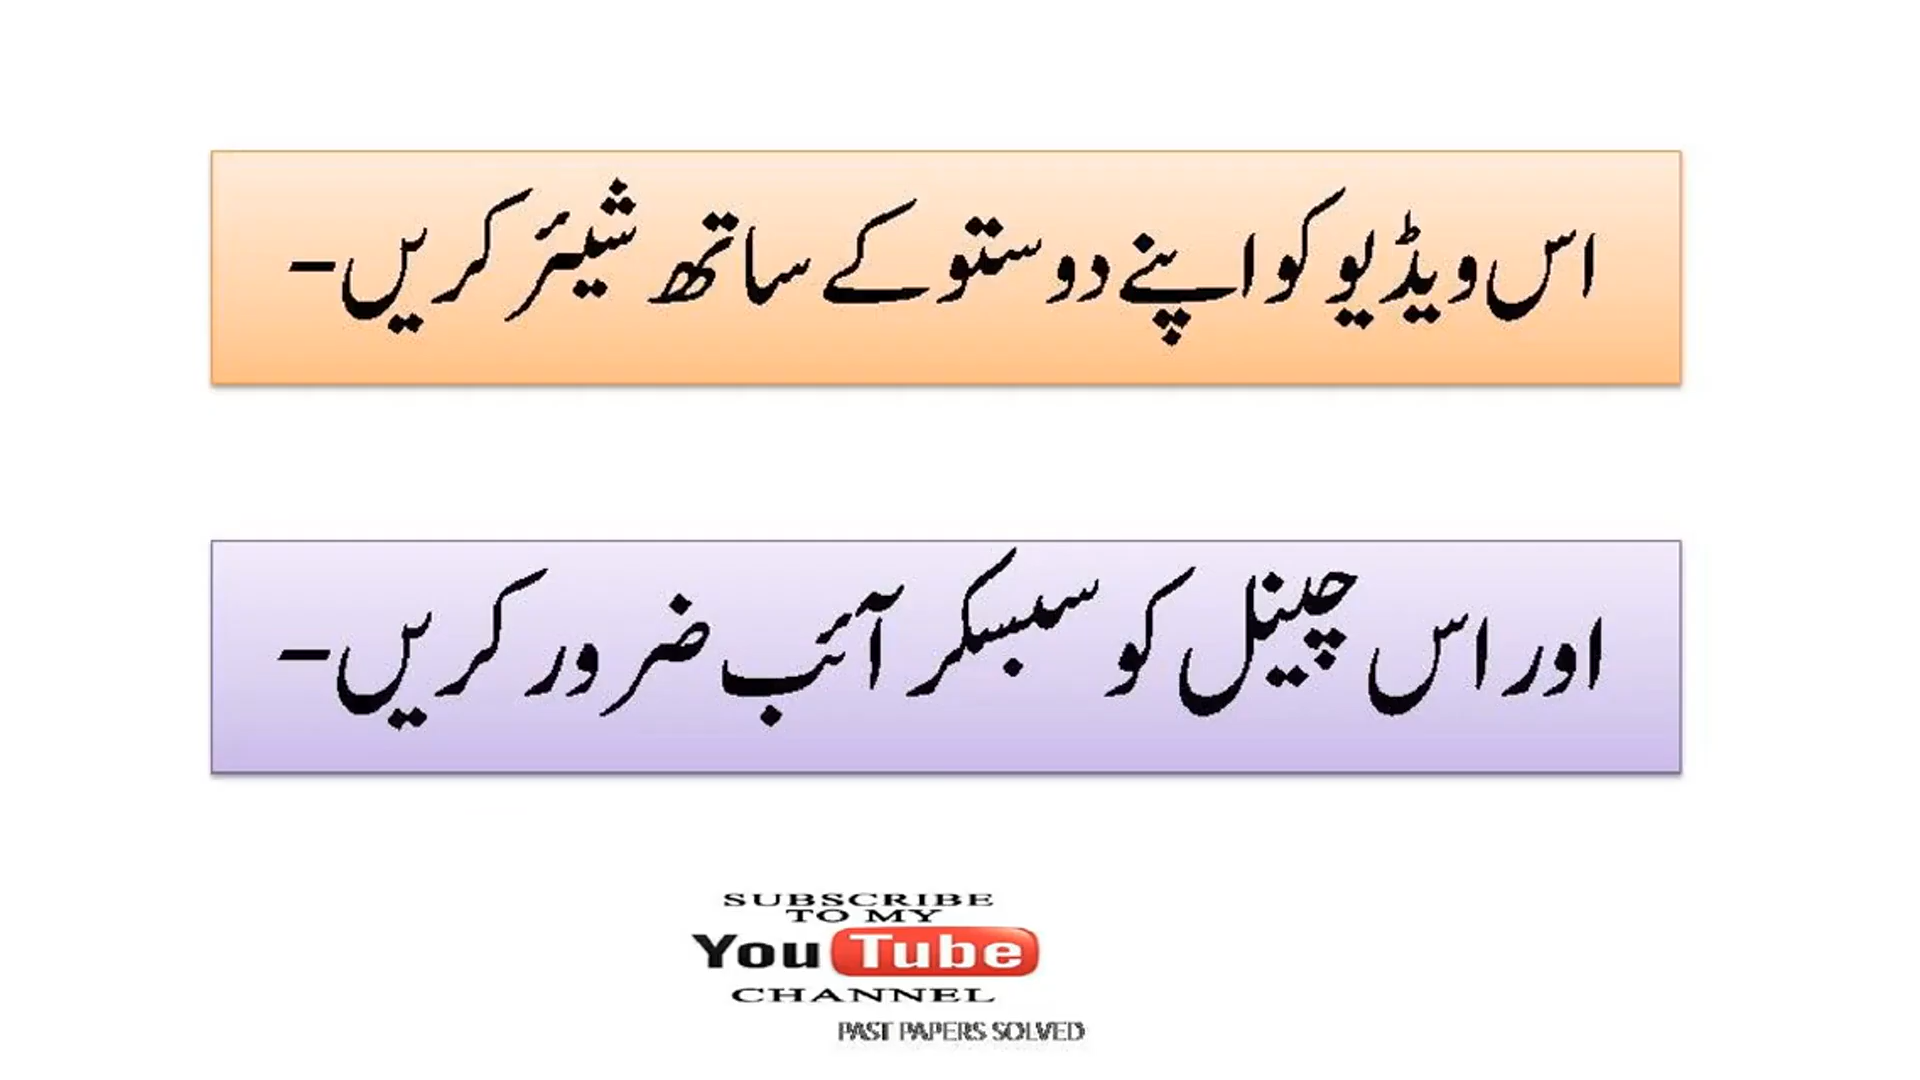 اس ویڈیو کو اپنے دوستو کے ساتھ شیئر کریں۔
اور اس چینل کو سبسکر آئب ضرور کریں۔
SUBSCRIBE
TO MY
YouTube
CHANNEL
PAST PAPERS SOLVED